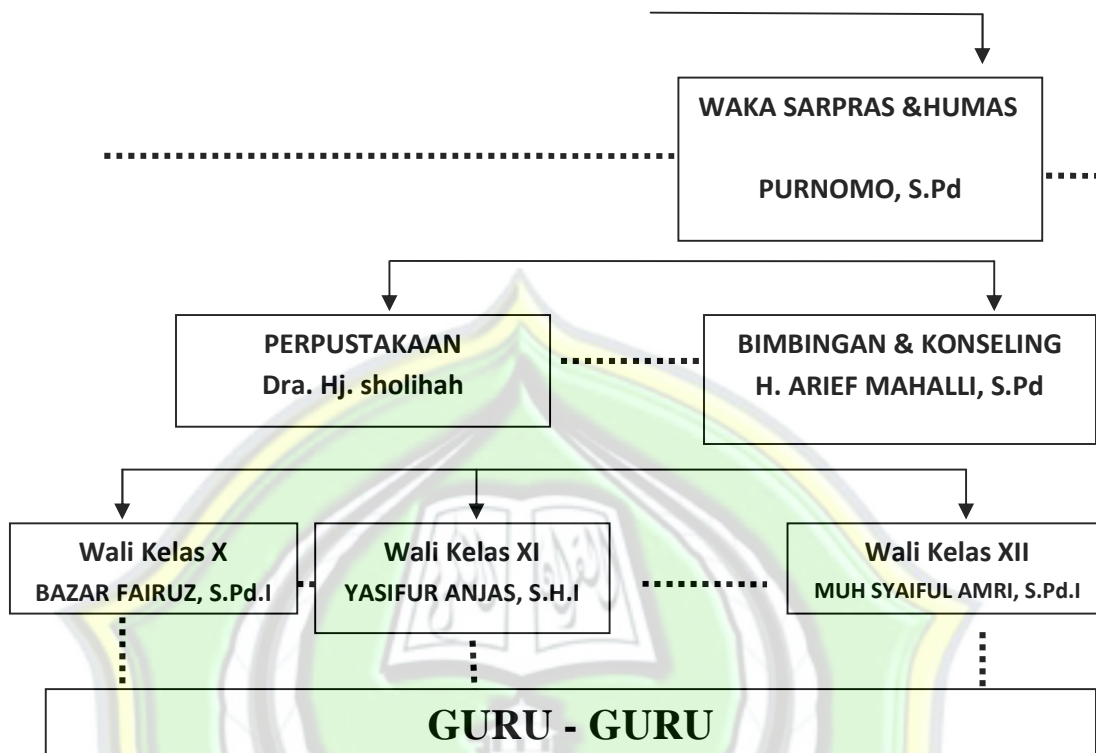 WAKA SARPRAS &HUMAS
PURNOMO, S.Pd
PERPUSTAKAAN
Dra. Hj. sholihah
BIMBINGAN & KONSELING
H. ARIEF MAHALLI, S.Pd
Wali Kelas X
BAZAR FAIRUZ, S.Pd.I
Wali Kelas XI
YASIFUR ANJAS, S.H.I
Wali Kelas XII
MUH SYAIFUL AMRI, S.Pd.I
GURU - GURU